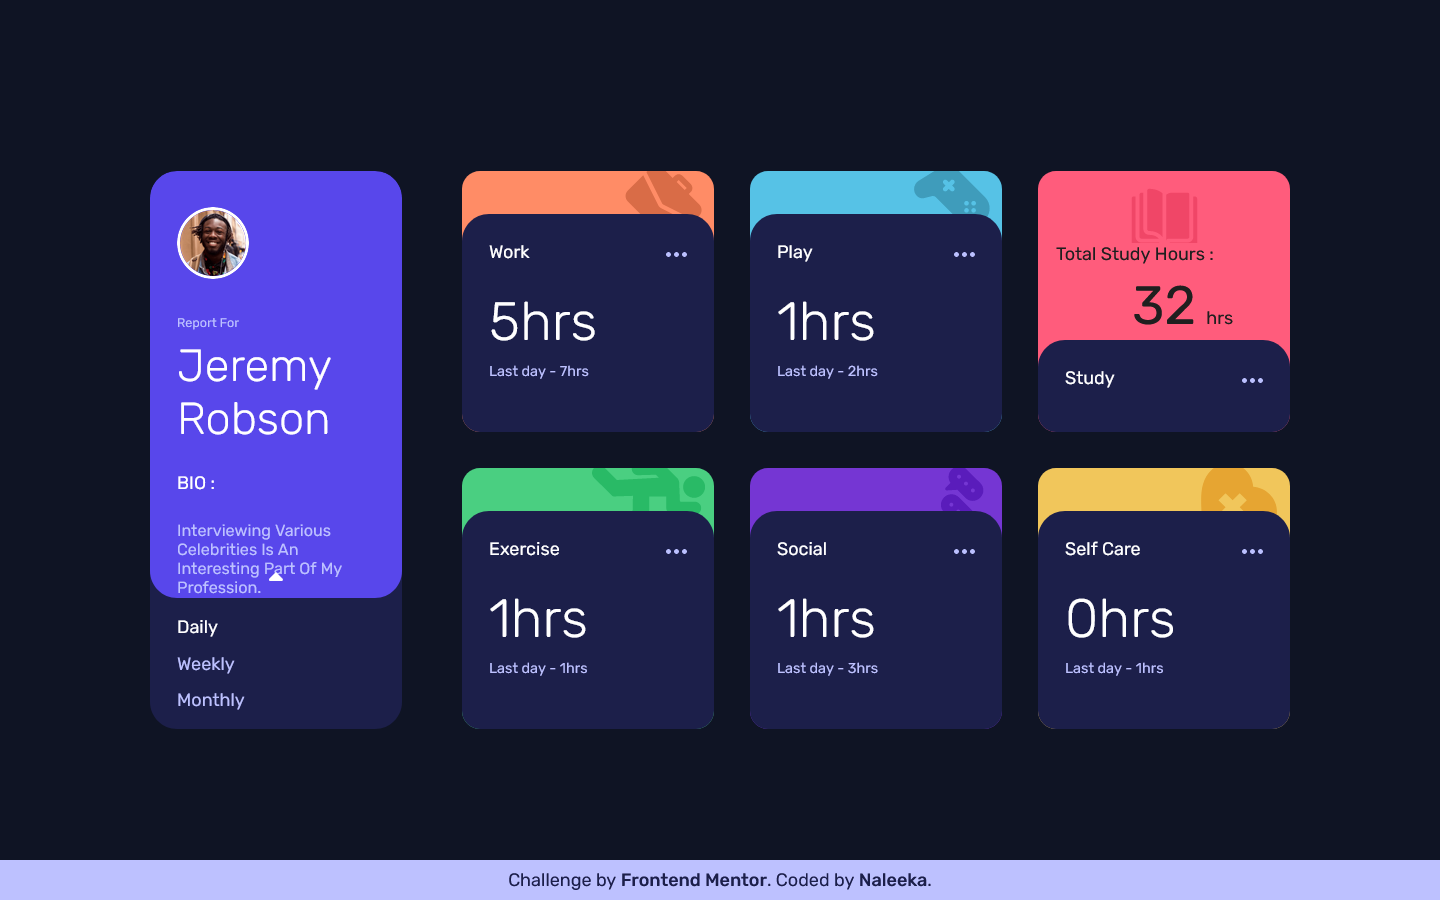 Report For
Jeremy
Robson
BIO :
Interviewing Various
Celebrities Is An
Interesting Part Of My
Profession.
Daily
Weekly
Monthly
Work
5hrs
Last day - 7hrs
Play
1hrs
Last day - 2hrs
Total Study Hours :
32 hrs
Study
Exercise
1hrs
Last day - 1hrs
Social
1hrs
Last day - 3hrs
Self Care
0hrs
Last day - 1hrs
Challenge by Frontend Mentor. Coded by Naleeka.